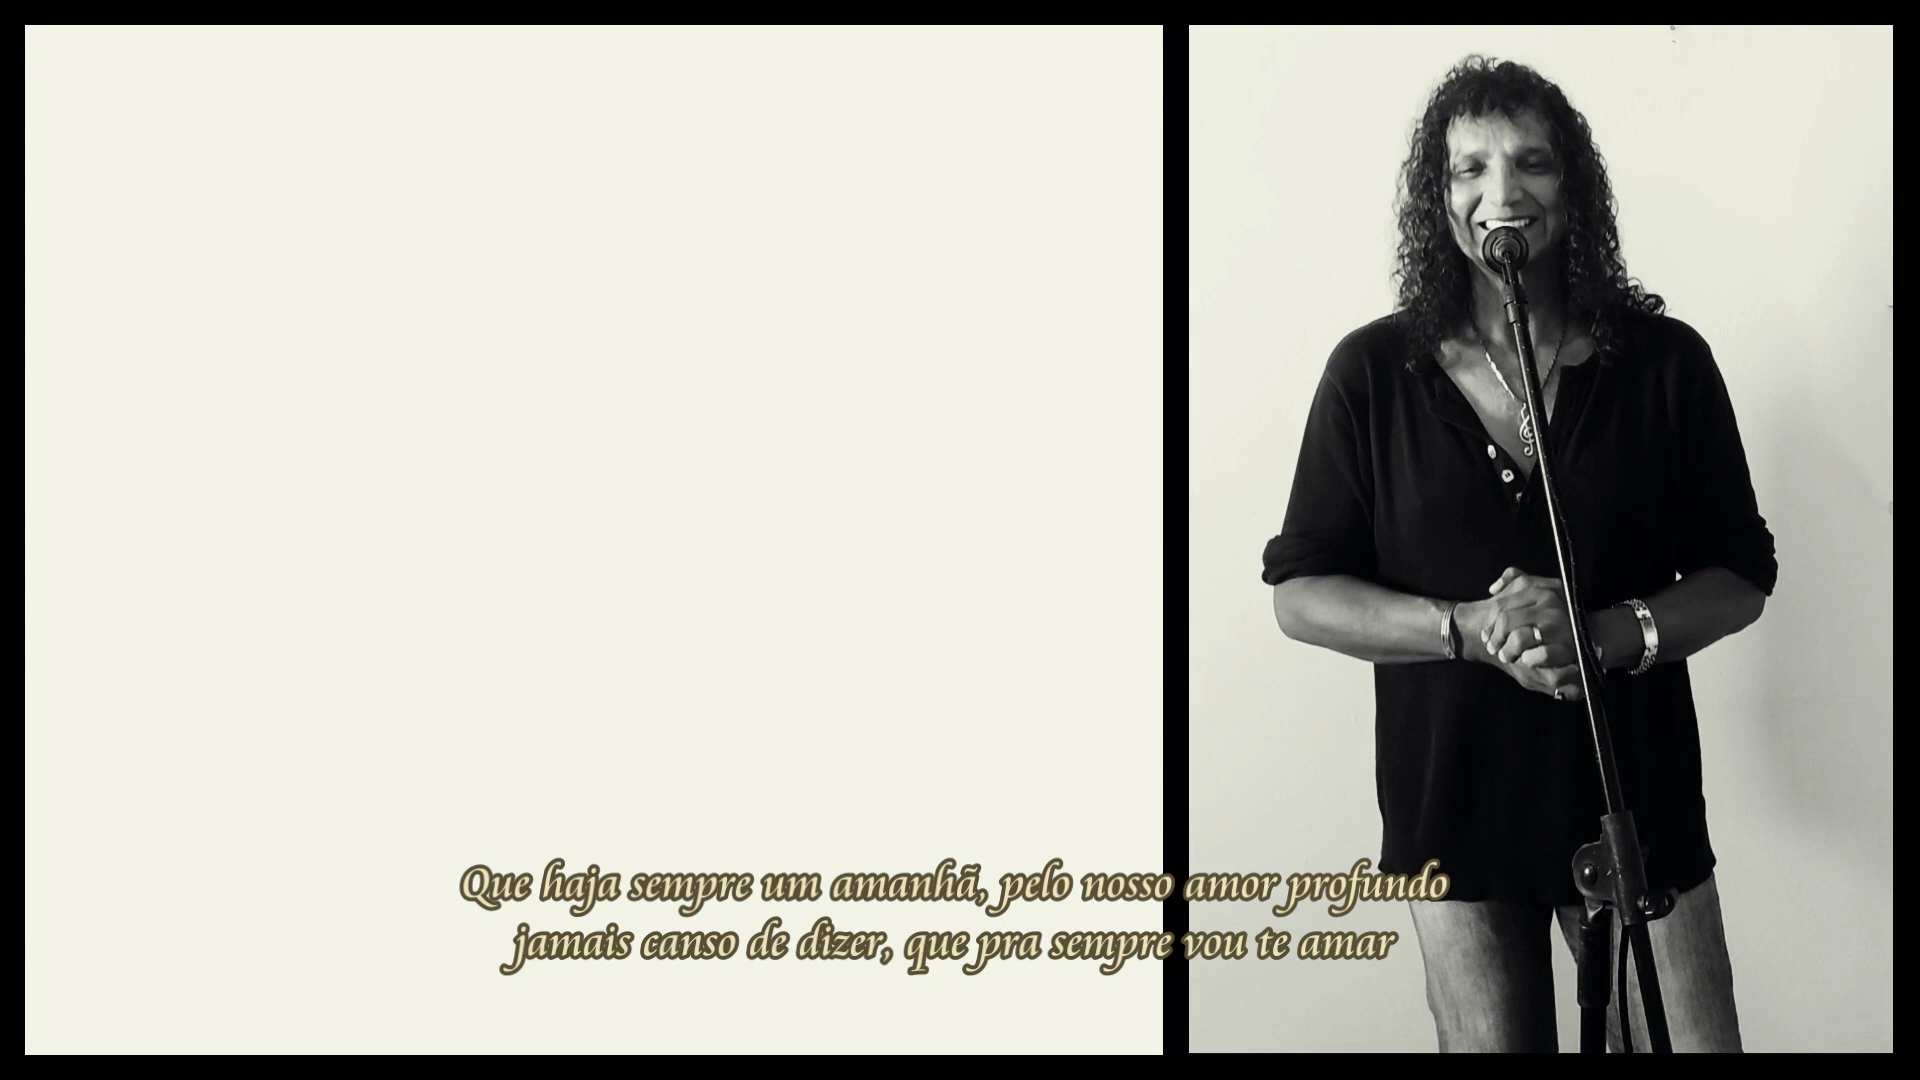 Que haja sempre um amanhã, pelo nosso amor profundo
jamais canso de dizer, que pra sempre vou te amar